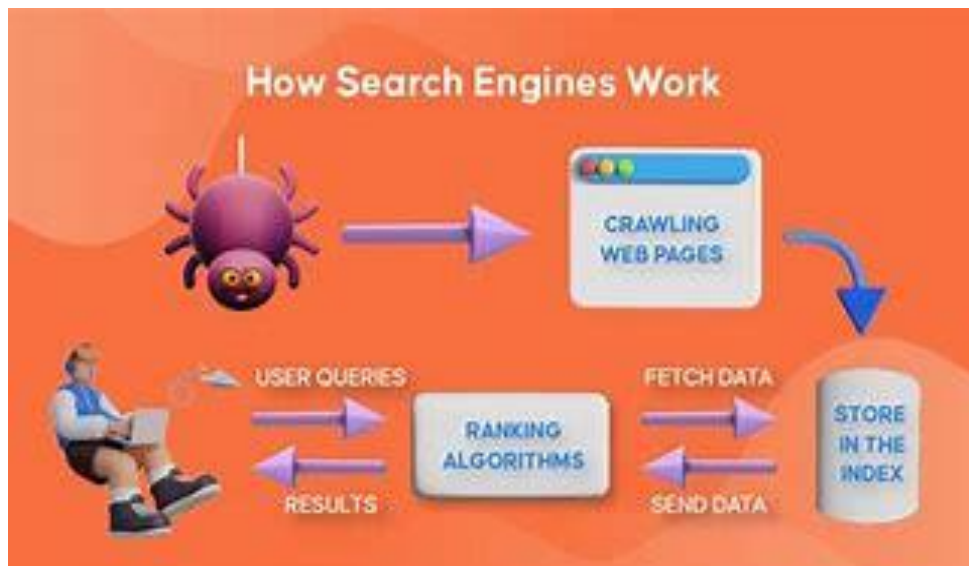 How Search Engines Work
CRAWLING
WEB PAGES
USER QUERIES
FETCH DATA
RANKING
ALGORITHMS
STORE
IN THE
INDEX
RESULTS
SEND DATA